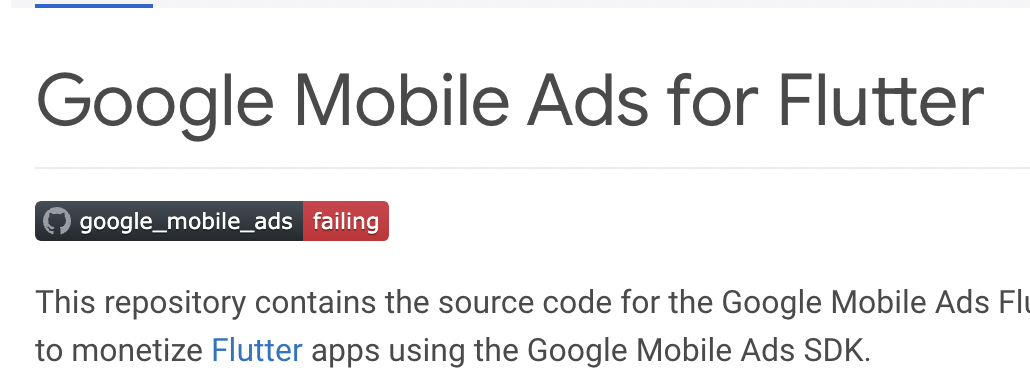 Google Mobile Ads for Flutter
google_mobile_ads failing
This repository contains the source code for the Google Mobile Ads
to monetize Flutter apps using the Google Mobile Ads SDK.